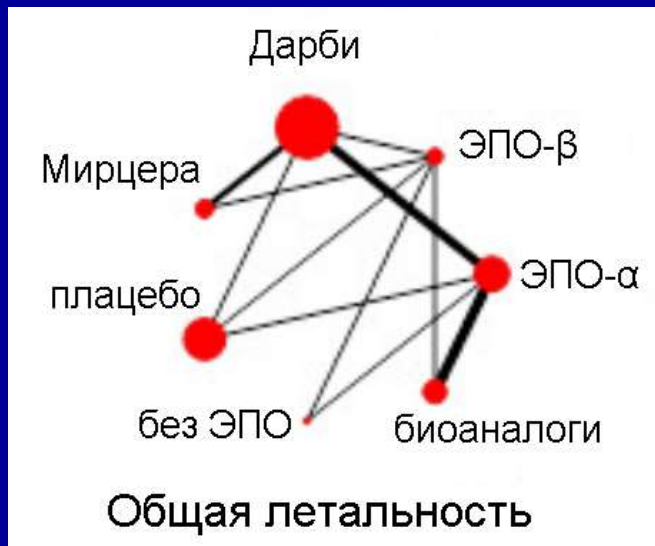 Дарби
ЭПО-β
Мирцера
ЭПО-α
плацебо
без ЭПО
биоаналоги
Общая летальность